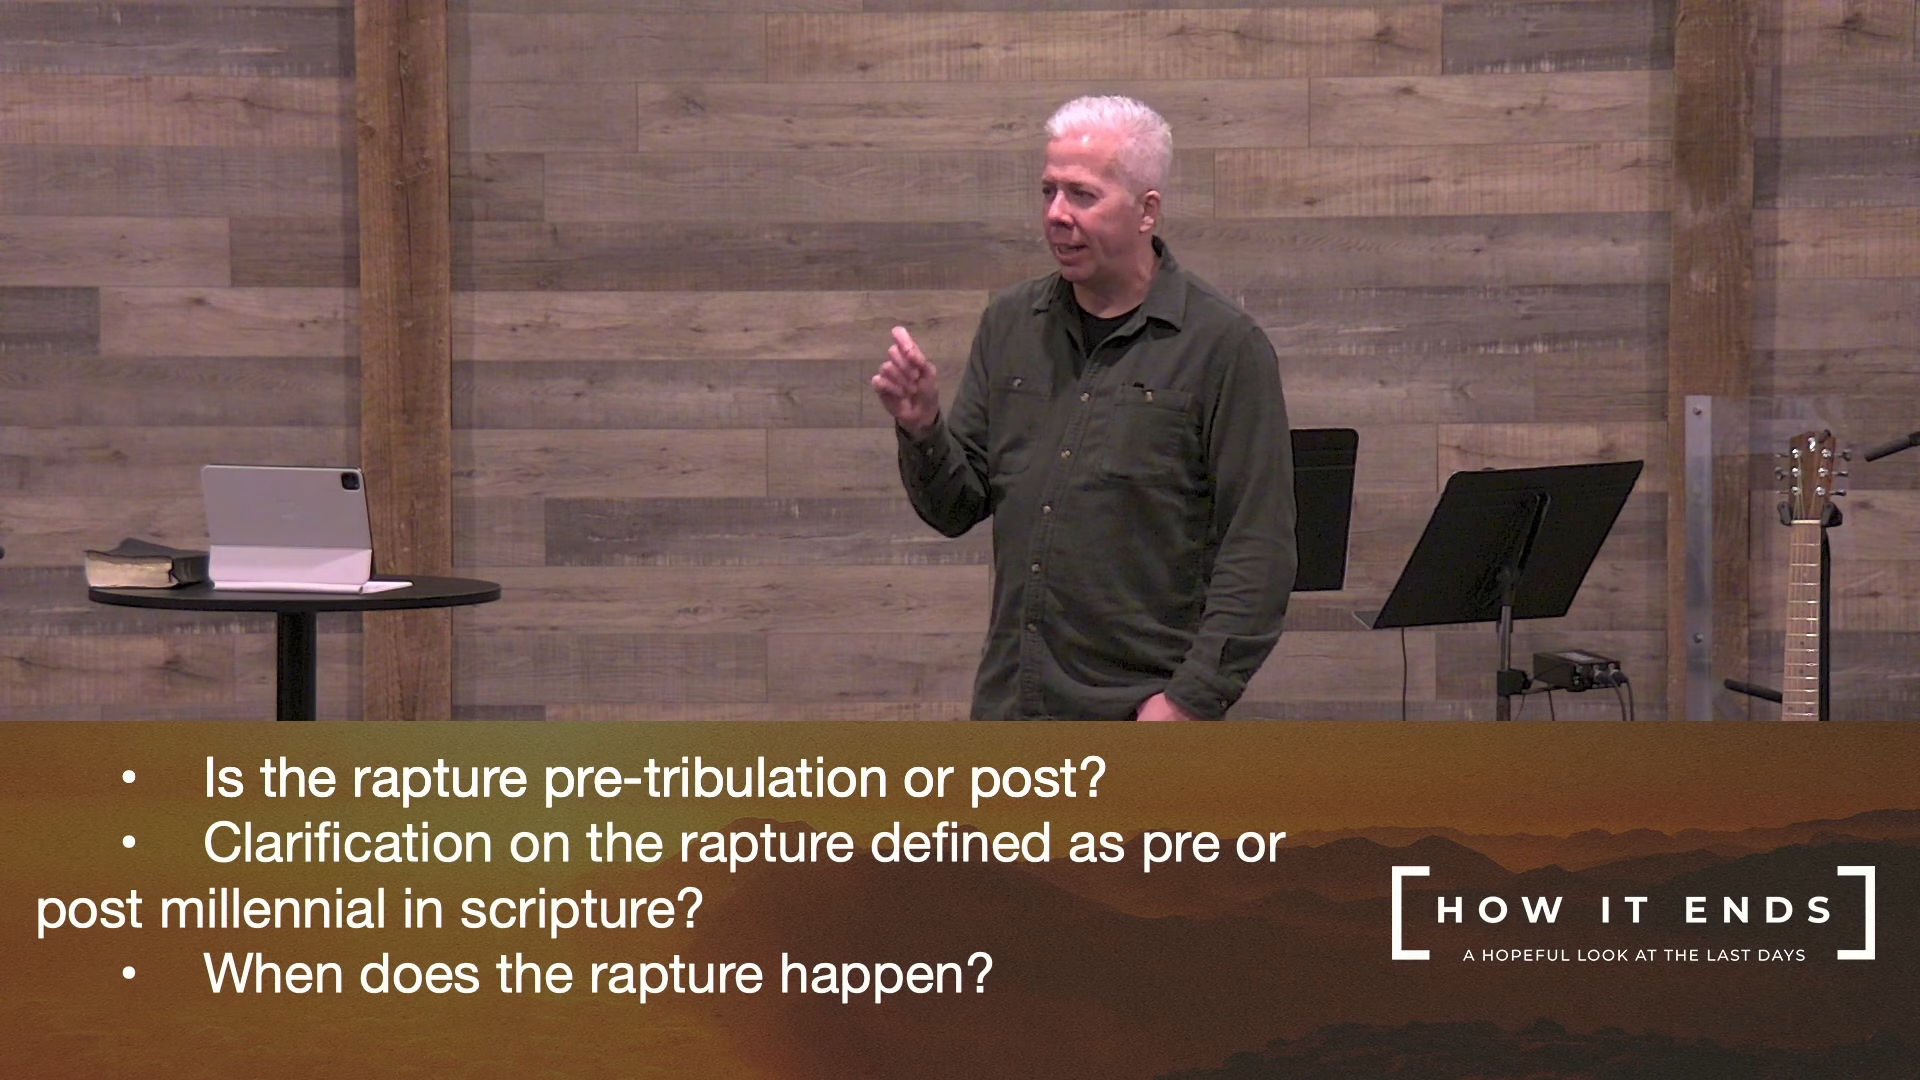 • Is the rapture pre-tribulation or post?
• Clarification on the rapture defined as pre or
post millennial in scripture?
• When does the rapture happen?
HOW IT ENDS
A HOPEFUL LOOK AT THE LAST DAYS